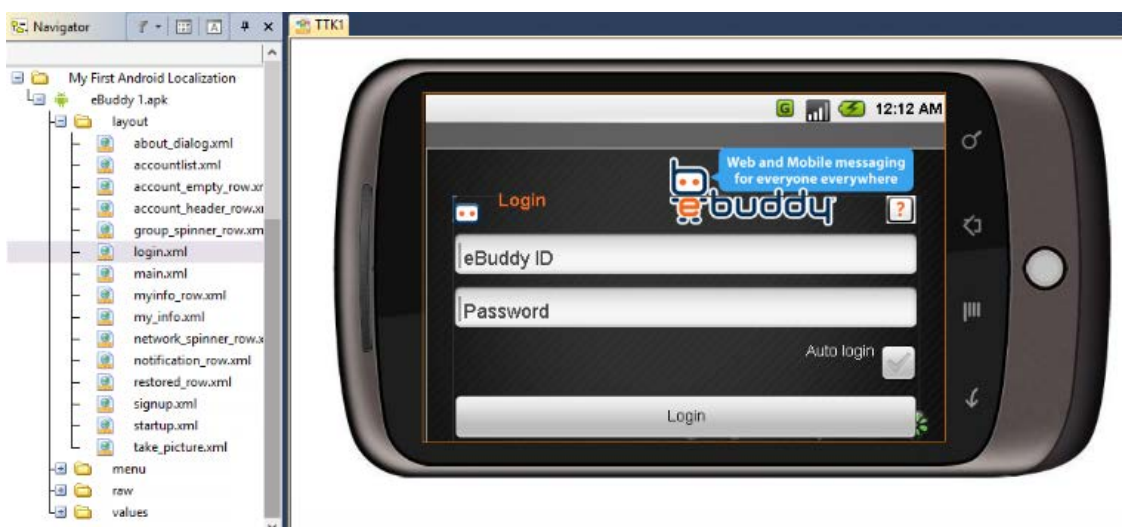 Navigator
TTK1
My First Android Localization
eBuddy 1.apk
layout
about_dialog.xml
accountlist.xml
account_empty_row.xr
account_header_row.xi
group_spinner_row.xm
login.xml
main.xml
myinfo_row.xml
my_info.xml
network_spinner_row.x
notification_row.xml
restored_row.xml
signup.xml
startup.xml
take_picture.xml
menu
raw
values
12:12 AM
Web and Mobile messaging
for everyone everywhere
Login
ebuddy
?
eBuddy ID
Password
Auto login
Login